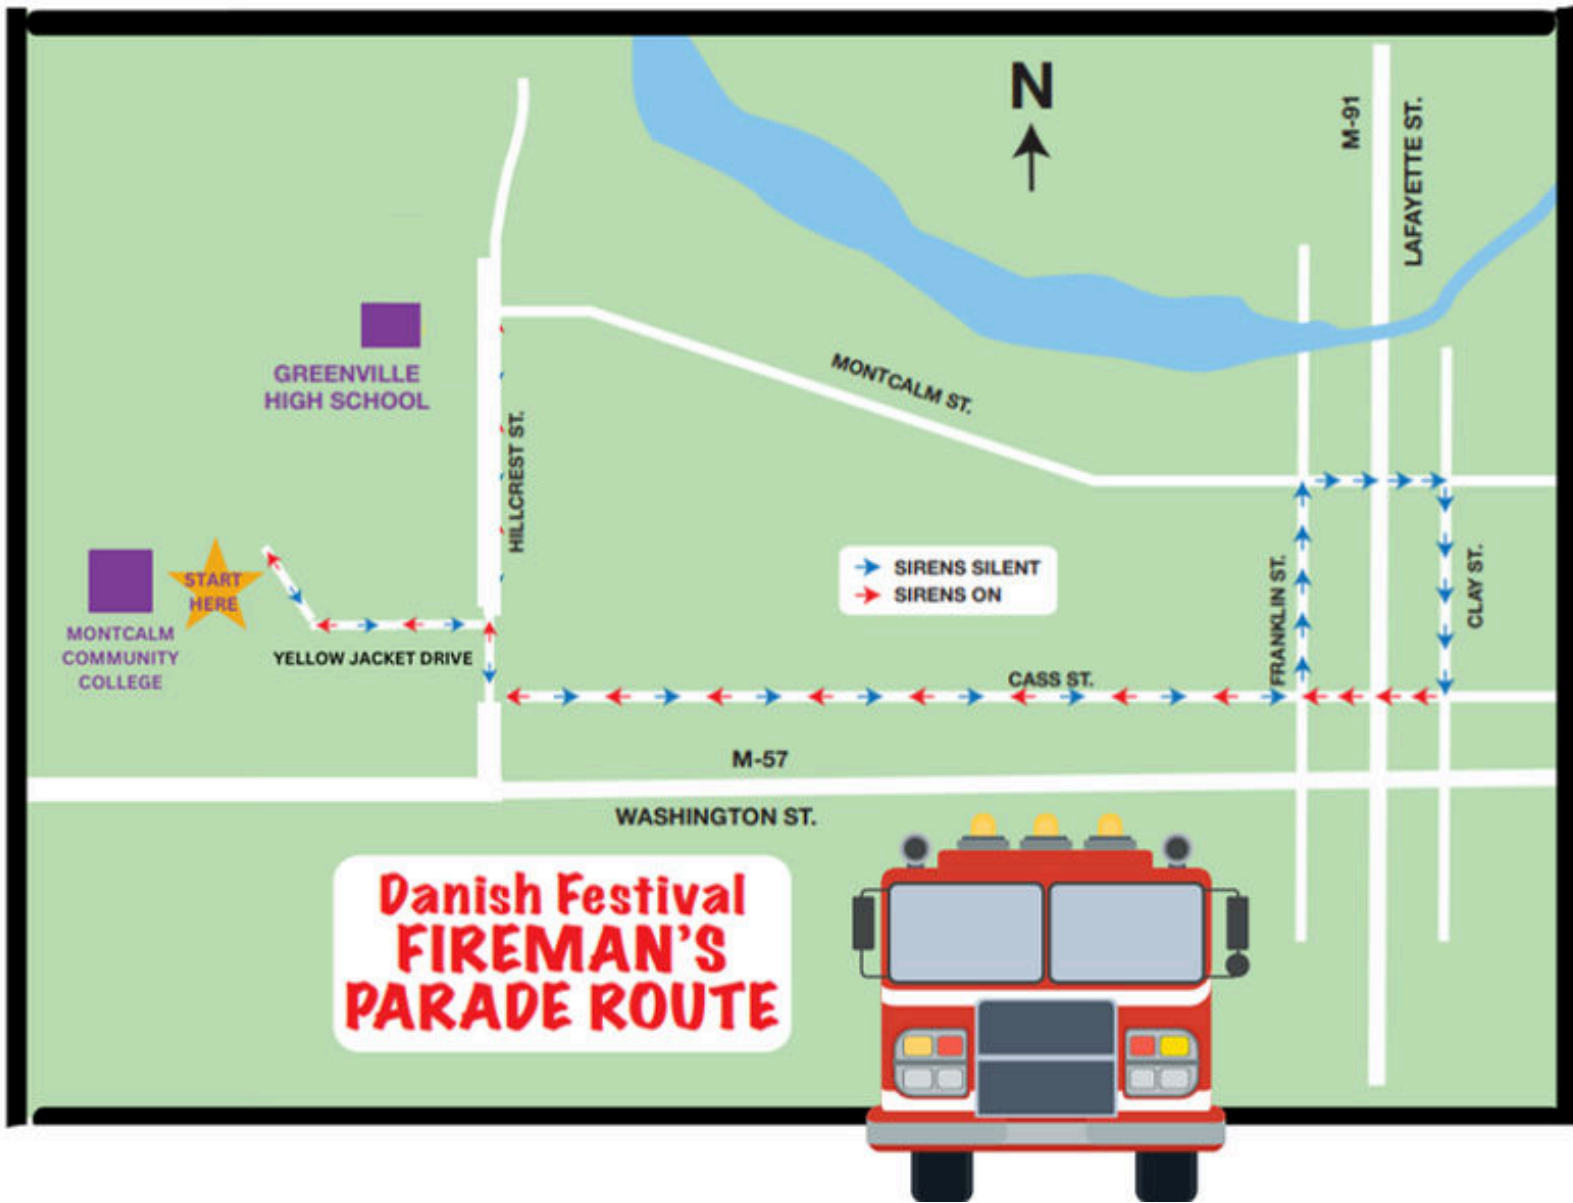 N
M-91
LAFAYETTE ST.
GREENVILLE
HIGH SCHOOL
MONTCALM ST.
HILLCREST ST.
START
HERE
SIRENS SILENT
SIRENS ON
FRANKLIN ST.
CLAY ST.
MONTCALM
COMMUNITY
COLLEGE
YELLOW JACKET DRIVE
CASS ST.
M-57
WASHINGTON ST.
Danish Festival
FIREMAN'S
PARADE ROUTE